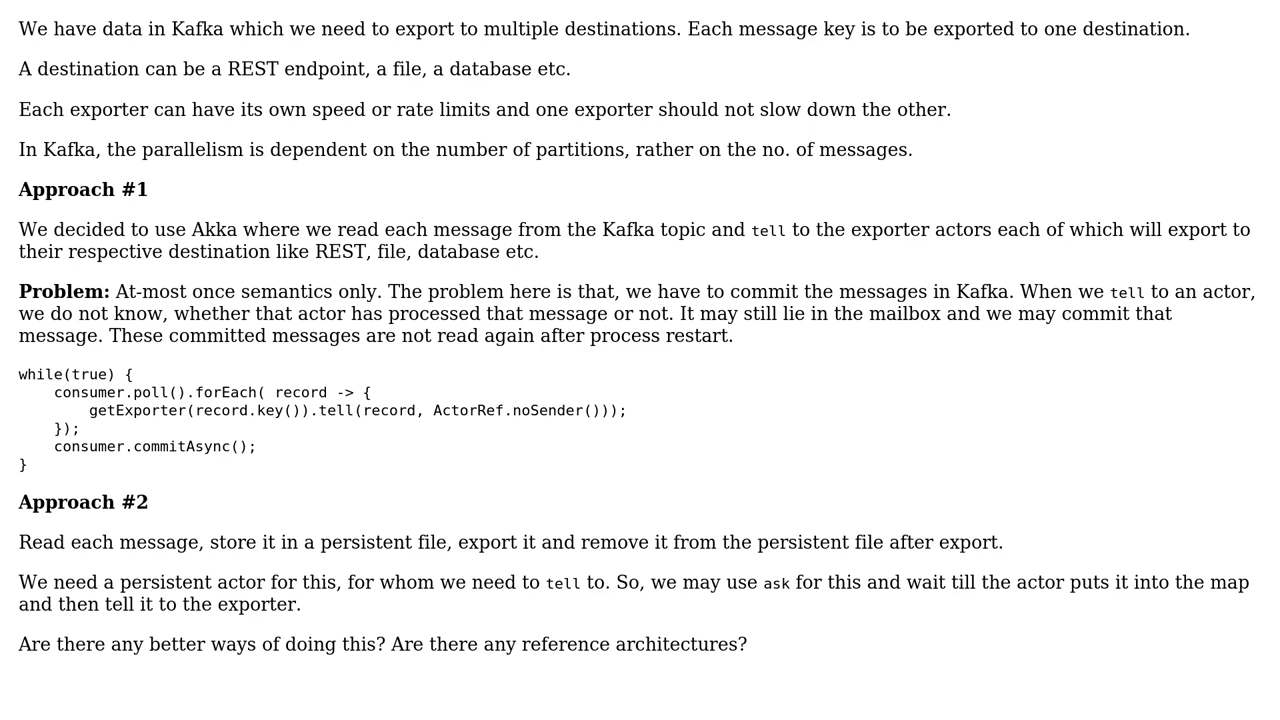 We have data in Kafka which we need to export to multiple destinations. Each message key is to be exported to one destination.
A destination can be a REST endpoint, a file, a database etc.
Each exporter can have its own speed or rate limits and one exporter should not slow down the other.
In Kafka, the parallelism is dependent on the number of partitions, rather on the no. of messages.
Approach #1
We decided to use Akka where we read each message from the Kafka topic and tell to the exporter actors each of which will export to
their respective destination like REST, file, database etc.
Problem: At-most once semantics only. The problem here is that, we have to commit the messages in Kafka. When we tell to an actor,
we do not know, whether that actor has processed that message or not. It may still lie in the mailbox and we may commit that
message. These committed messages are not read again after process restart.
while(true) {
    consumer.poll().forEach( record -> {
        getExporter(record.key()).tell(record, ActorRef.noSender()));
    });
    consumer.commitAsync();
}
Approach #2
Read each message, store it in a persistent file, export it and remove it from the persistent file after export.
We need a persistent actor for this, for whom we need to tell to. So, we may use ask for this and wait till the actor puts it into the map
and then tell it to the exporter.
Are there any better ways of doing this? Are there any reference architectures?